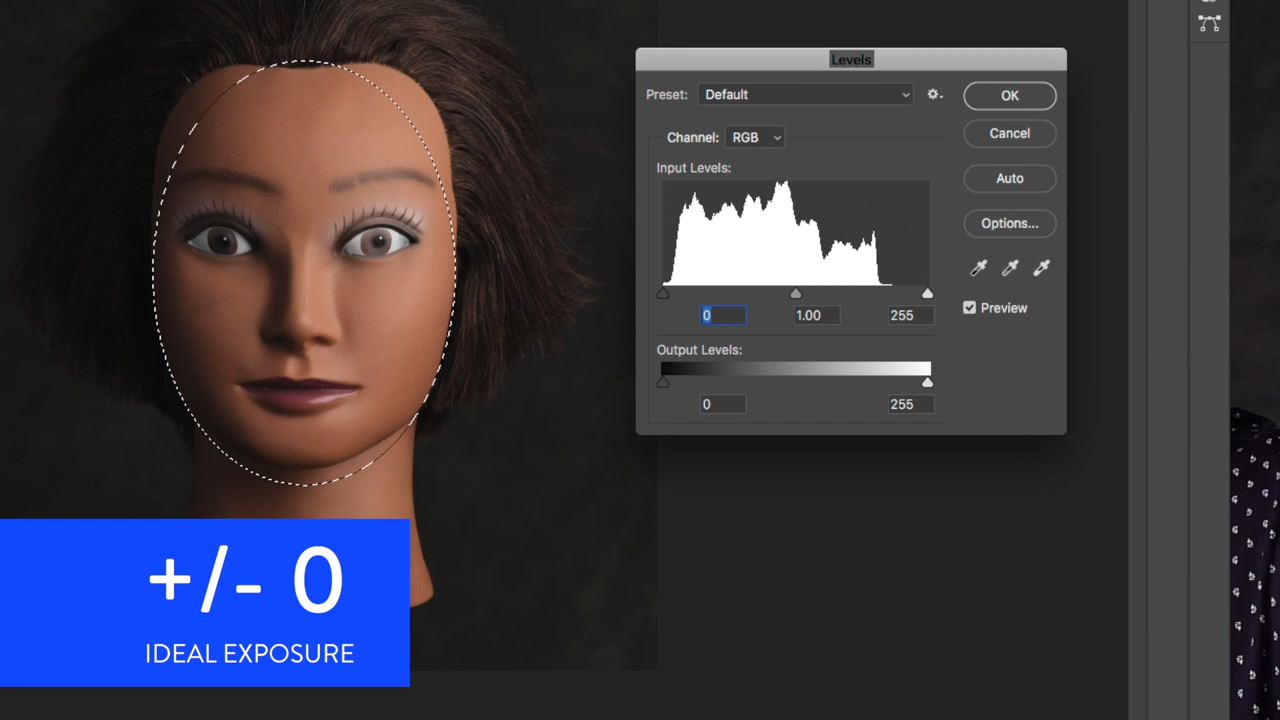 Levels
Preset: Default
OK
Channel: RGB
Cancel
Input Levels:
Auto
Options...
0 1.00 255
Preview
Output Levels:
0 255
+/- 0
IDEAL EXPOSURE